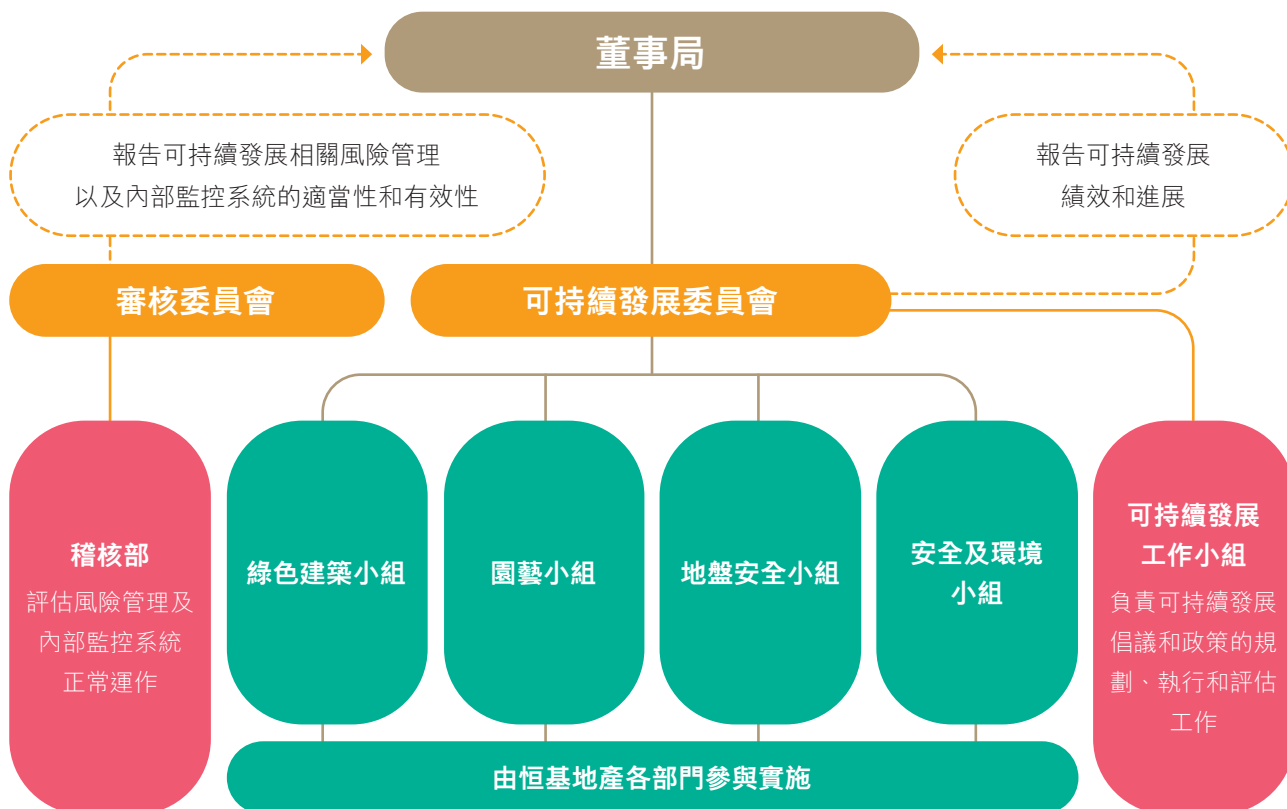 董事局
報告可持續發展相關風險管理
以及內部監控系統的適當性和有效性
報告可持續發展
績效和進展
審核委員會
可持續發展委員會
稽核部
評估風險管理及
內部監控系統
正常運作
綠色建築小組
園藝小組
地盤安全小組
安全及環境
小組
可持續發展
工作小組
負責可持續發展
倡議和政策的規
劃、執行和評估
工作
由恒基地產各部門參與實施